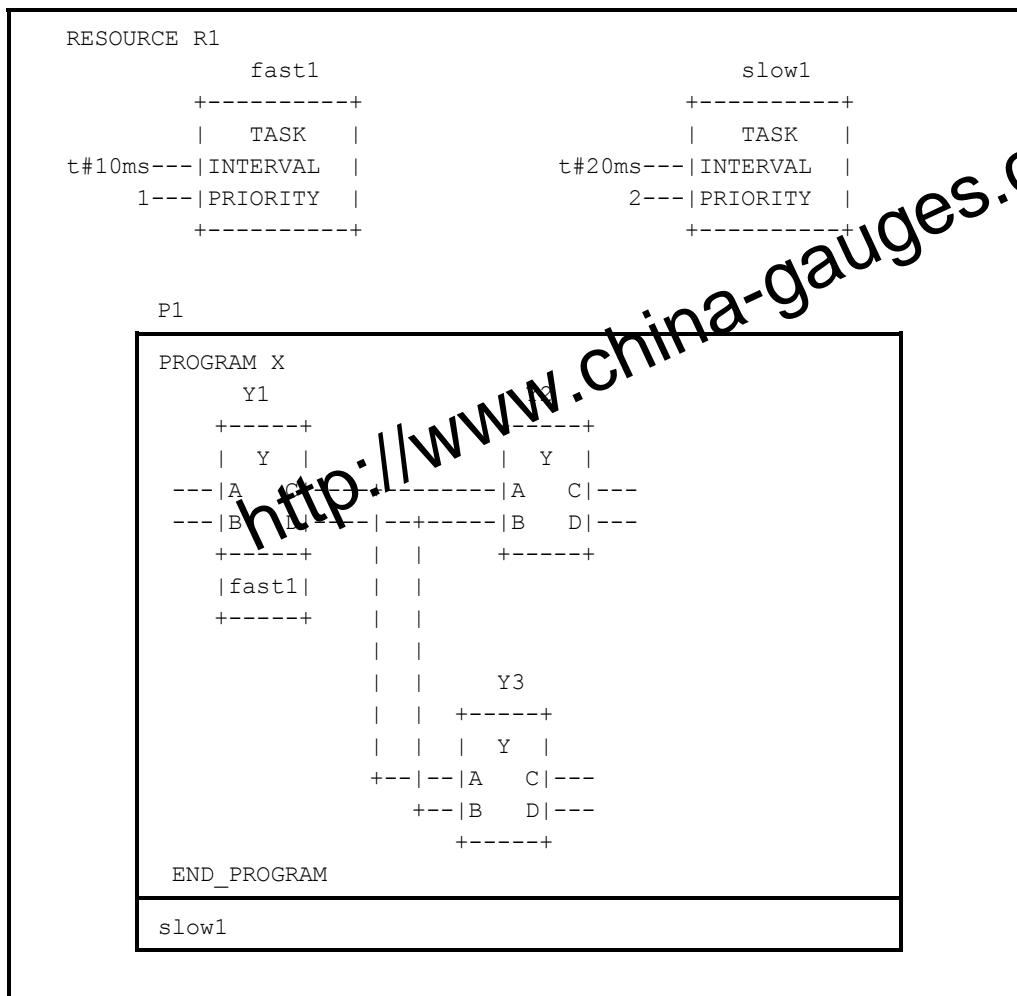 RESOURCE R1
fast1 slow1
+----------+ +----------+
| TASK | | TASK |
t#10ms---|INTERVAL | t#20ms---|INTERVAL |
1---|PRIORITY | 2---|PRIORITY |
+----------+ +----------+
P1
PROGRAM X
Y1
+-----+ +-----+
| Y | | Y |
---|A C|----+--------|A C|---
---|B D|----|--+-----|B D|---
+-----+ | | +-----+
|fast1| | |
+-----+ | |
| |
| | Y3
| | +-----+
| | | Y |
+--|--|A C|---
+--|B D|---
+-----+
END_PROGRAM
slow1
http://www.china-gauges.c